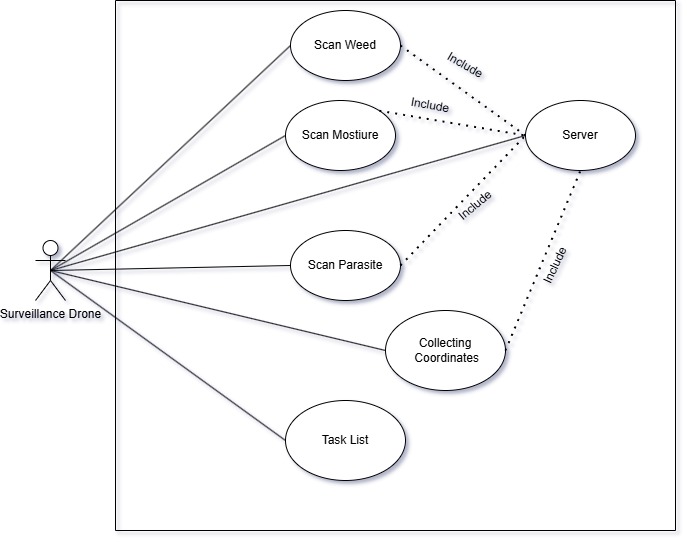 Scan Weed
Include
Include
Scan Mostiure
Server
Include
Scan Parasite
Include
Surveillance Drone
Collecting
Coordinates
Task List